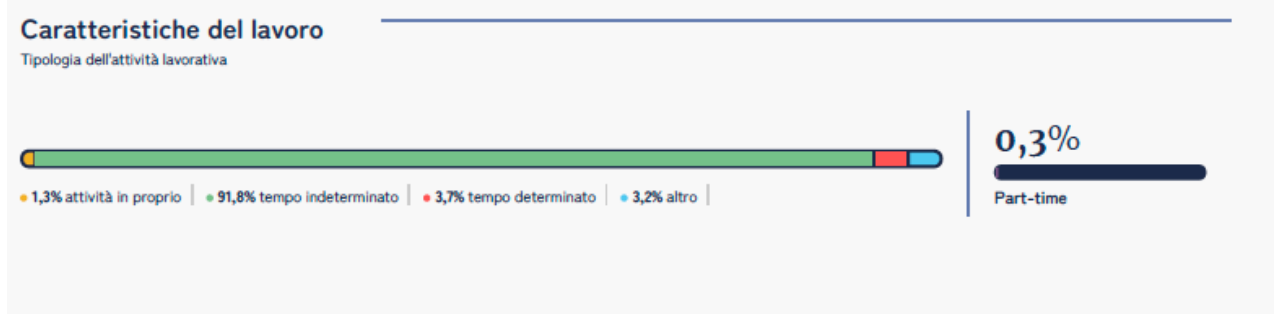 Caratteristiche del lavoro
Tipologia dell'attività lavorativa
0,3%
1,3% attività in proprio | 91,8% tempo indeterminato | 3,7% tempo determinato | 3,2% altro |
Part-time